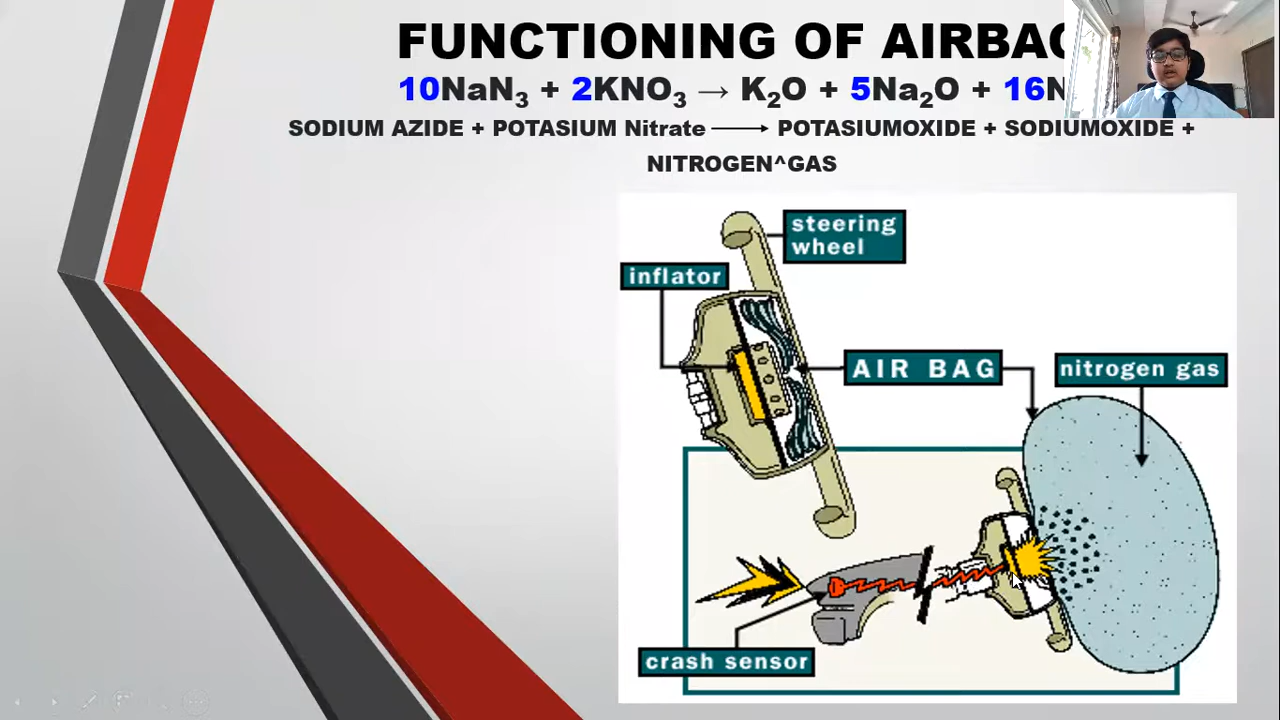 FUNCTIONING OF AIRBAG
10NaN3 + 2KNO3 → K2O + 5Na2O + 16N
SODIUM AZIDE + POTASIUM Nitrate ⟶ POTASIUMOXIDE + SODIUMOXIDE +
NITROGEN^GAS
steering
wheel
inflator
AIR BAG
nitrogen gas
crash sensor